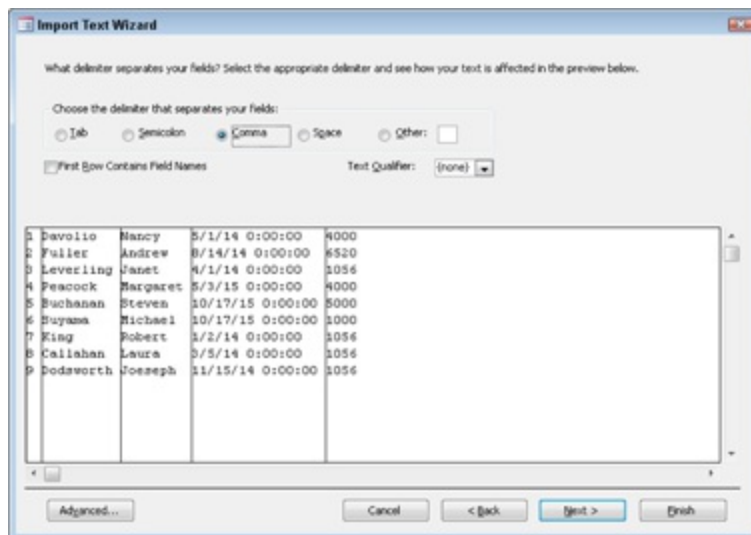 Import Text Wizard
What delimiter separates your fields? Select the appropriate delimiter and see how your text is affected in the preview below.
Choose the delimiter that separates your fields:
Tab Semicolon Comma Space Other:
First Row Contains Field Names Text Qualifier: {none}
1 Davolio Nancy 5/1/14 0:00:00 4000
2 Fuller Andrew 8/14/14 0:00:00 6520
3 Leverling Janet 4/1/14 0:00:00 1056
4 Peacock Margaret 5/3/15 0:00:00 4000
5 Buchanan Steven 10/17/15 0:00:00 5000
6 Suyama Michael 10/17/15 0:00:00 1000
7 King Robert 1/2/14 0:00:00 1056
8 Callahan Laura 3/5/14 0:00:00 1056
9 Dodsworth Joeseph 11/15/14 0:00:00 1056
Advanced... Cancel < Back Next > Finish